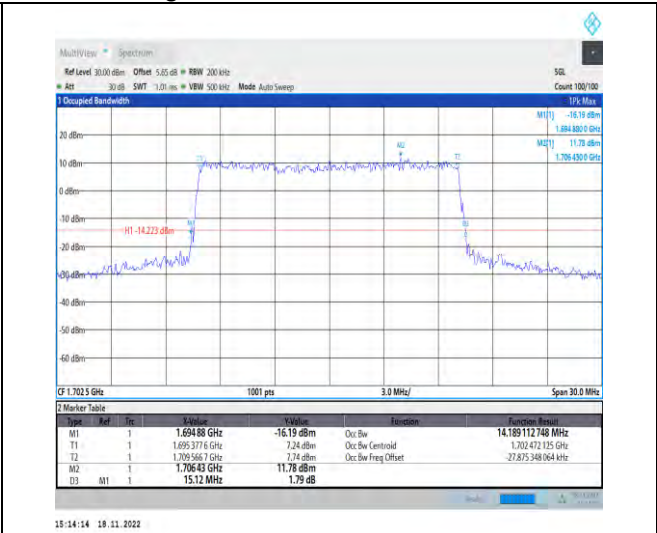 MultiView Spectrum
Ref Level 30.00 dBm Offset 5.85 dB RBW 200 kHz SGL
Att 30 dB SWT 1.01 ms VBW 500 kHz Mode Auto Sweep Count 100/100
1 Occupied Bandwidth 1Pk Max
M1[1] -16.19 dBm
1.694 880 0 GHz
M2[1] 11.78 dBm
1.706 430 0 GHz
20 dBm
M2
T1
T2
10 dBm
0 dBm
-10 dBm
M1
H1 -14.223 dBm
-20 dBm
-30 dBm
-40 dBm
-50 dBm
-60 dBm
CF 1.702 5 GHz 1001 pts 3.0 MHz/ Span 30.0 MHz
2 Marker Table
Type Ref Trc X-Value Y-Value Function Function Result
M1 1 1.694 88 GHz -16.19 dBm Occ Bw 14.189 112 748 MHz
T1 1 1.695 377 6 GHz 7.24 dBm Occ Bw Centroid 1.702 472 125 GHz
T2 1 1.709 566 7 GHz 7.74 dBm Occ Bw Freq Offset -27.875 348 064 kHz
M2 1 1.706 43 GHz 11.78 dBm
D3 M1 1 15.12 MHz 1.79 dB
15:14:14 18.11.2022